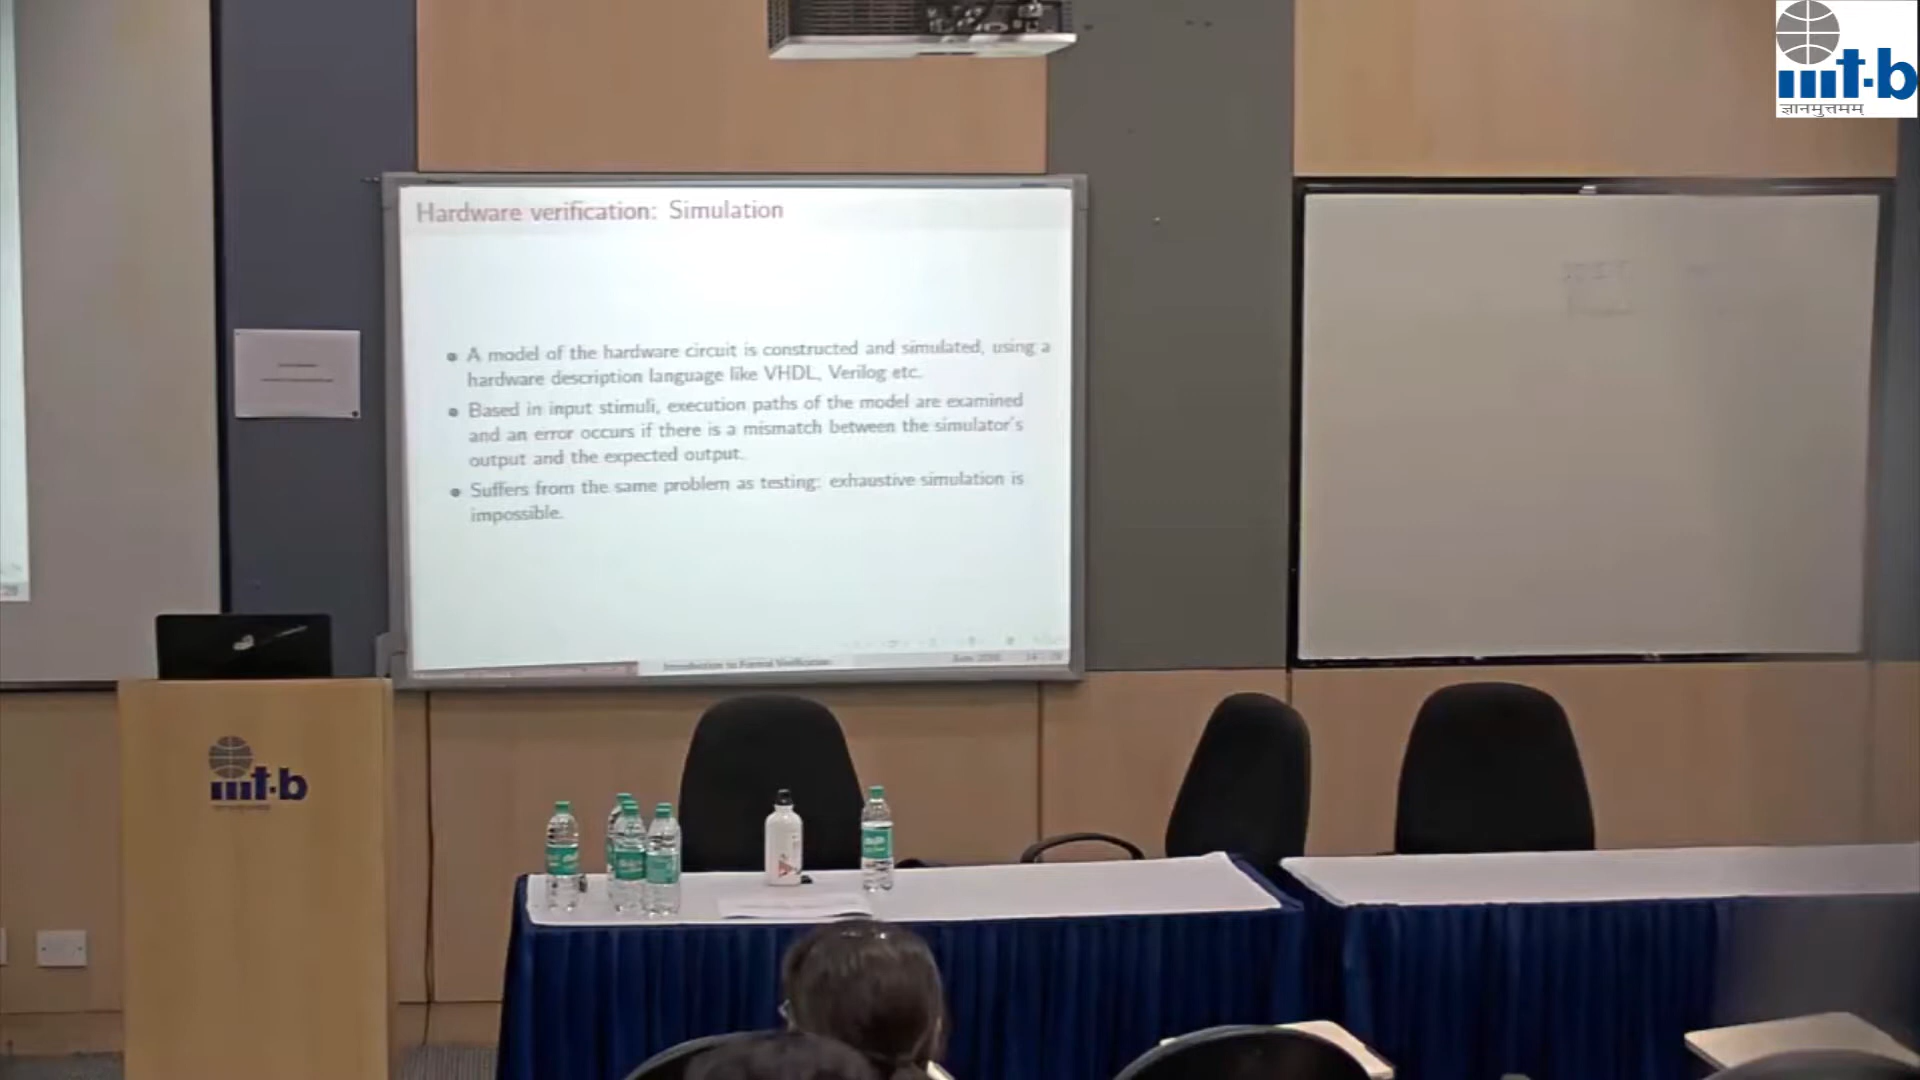 iiit-b
ज्ञानमुत्तमम्
Hardware verification: Simulation
A model of the hardware circuit is constructed and simulated, using a
hardware description language like VHDL, Verilog etc.
Based in input stimuli, execution paths of the model are examined
and an error occurs if there is a mismatch between the simulator's
output and the expected output.
Suffers from the same problem as testing: exhaustive simulation is
impossible.
Introduction to Formal Verification
iiit-b